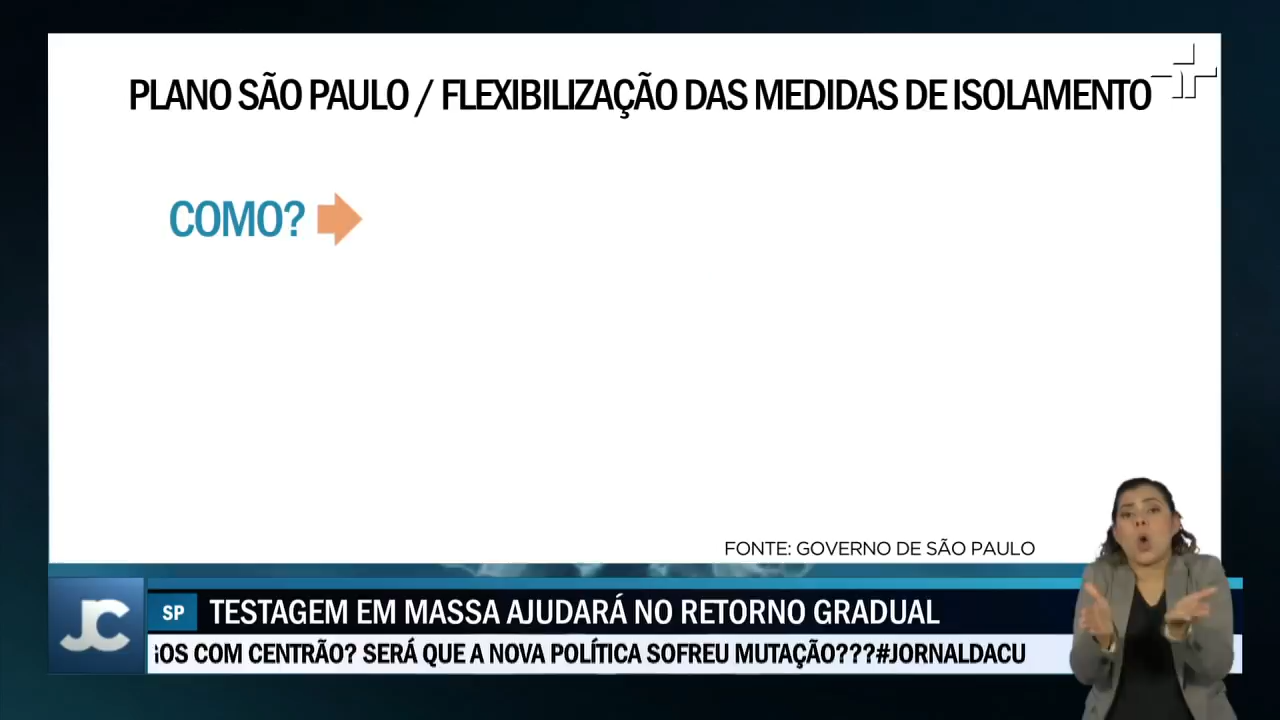 PLANO SÃO PAULO / FLEXIBILIZAÇÃO DAS MEDIDAS DE ISOLAMENTO
COMO?
FONTE: GOVERNO DE SÃO PAULO
JC
SP TESTAGEM EM MASSA AJUDARÁ NO RETORNO GRADUAL
OS COM CENTRÃO? SERÁ QUE A NOVA POLÍTICA SOFREU MUTAÇÃO???#JORNALDACU